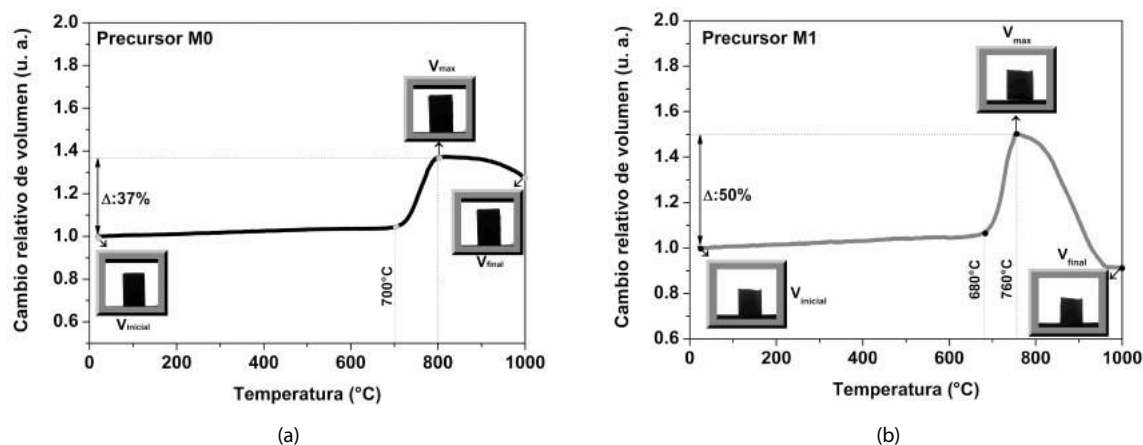 Precursor M0
Cambio relativo de volumen (u. a.)
2.0
1.8
1.6
1.4
1.2
1.0
0.8
0.6
Vmax
Δ:37%
Vinicial
700°C
Vfinal
0
200
400
600
800
1000
Temperatura (°C)
(a)
Precursor M1
Cambio relativo de volumen (u. a.)
2.0
1.8
1.6
1.4
1.2
1.0
0.8
0.6
Vmax
Δ:50%
Vinicial
680°C
760°C
Vfinal
0
200
400
600
800
1000
Temperatura (°C)
(b)